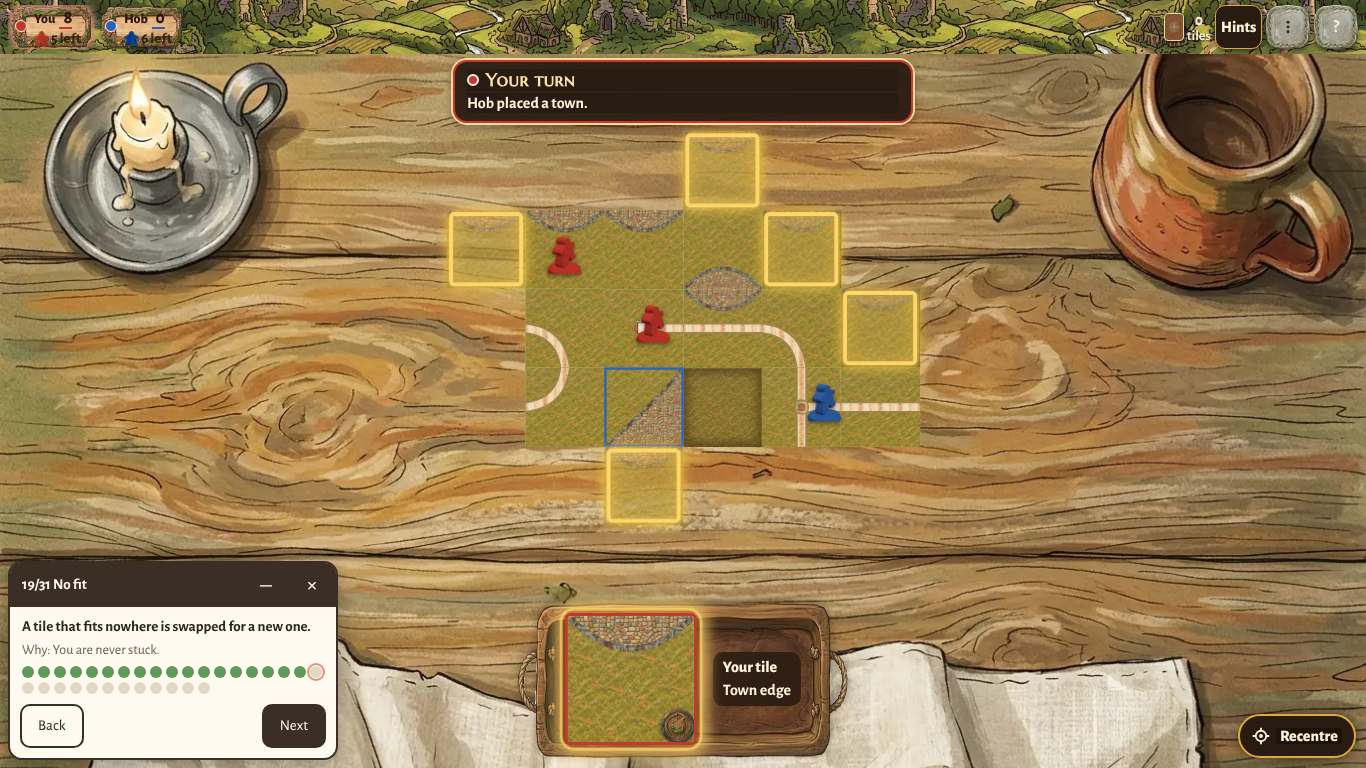 You 8
5 left
Hob 0
6 left
0
tiles
Hints
⋮
?
Your turn
Hob placed a town.
19/31 No fit
A tile that fits nowhere is swapped for a new one.
Why: You are never stuck.
Back
Next
Your tile
Town edge
Recentre